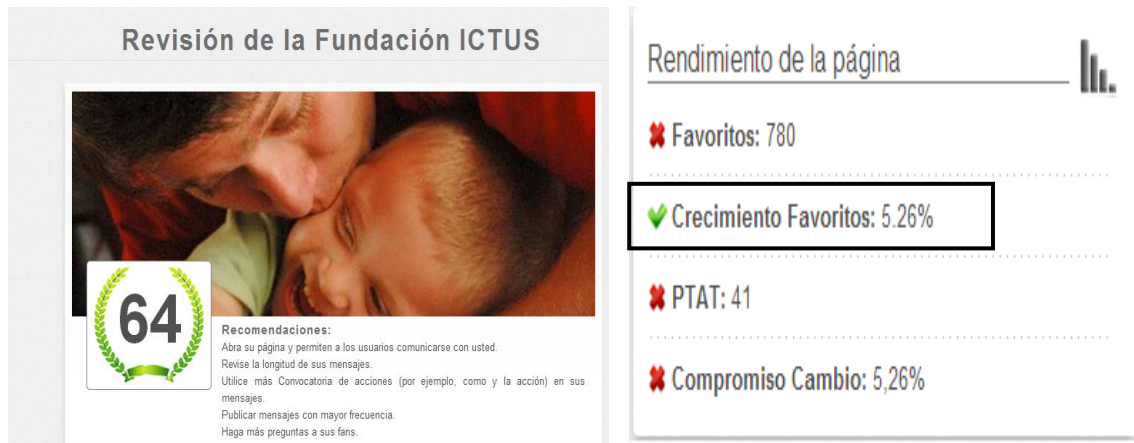 Revisión de la Fundación ICTUS
64
Recomendaciones:
Abra su página y permiten a los usuarios comunicarse con usted.
Revise la longitud de sus mensajes.
Utilice más Convocatoria de acciones (por ejemplo, como y la acción) en sus
mensajes.
Publicar mensajes con mayor frecuencia.
Haga más preguntas a sus fans.
Rendimiento de la página
Favoritos: 780
Crecimiento Favoritos: 5.26%
PTAT: 41
Compromiso Cambio: 5,26%